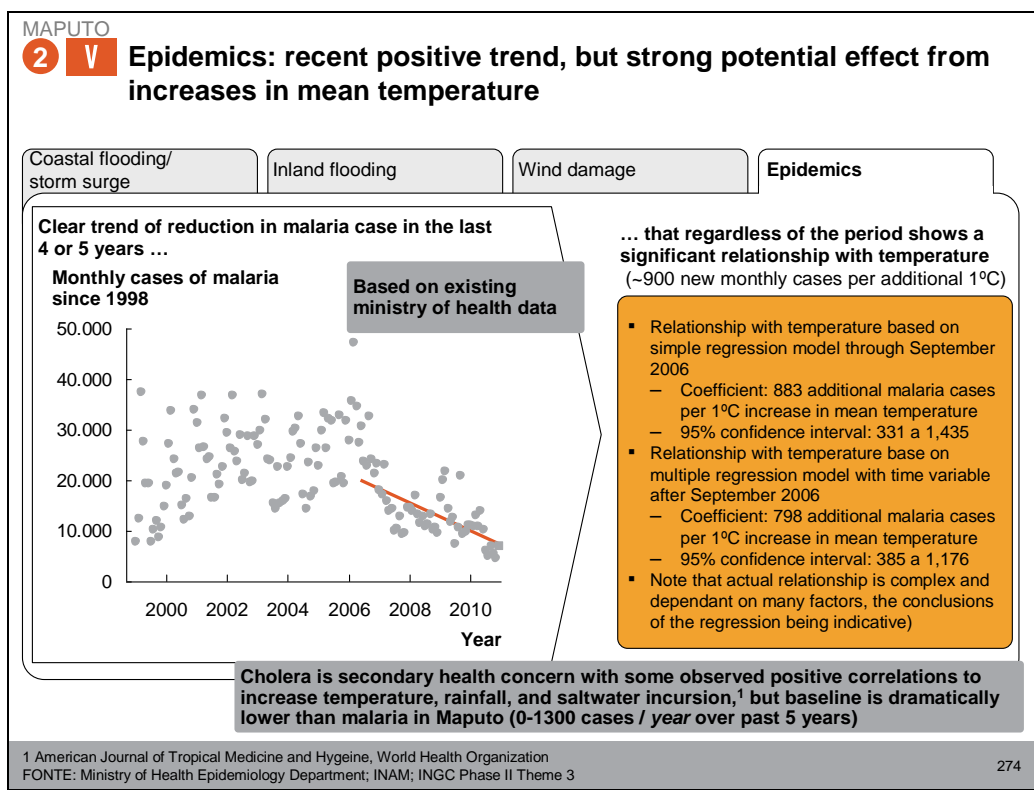 MAPUTO
2 V Epidemics: recent positive trend, but strong potential effect from
increases in mean temperature
Coastal flooding/
storm surge
Inland flooding
Wind damage
Epidemics
Clear trend of reduction in malaria case in the last
4 or 5 years …
Monthly cases of malaria
since 1998
Based on existing
ministry of health data
50.000
40.000
30.000
20.000
10.000
0
2000 2002 2004 2006 2008 2010
Year
… that regardless of the period shows a
significant relationship with temperature
(~900 new monthly cases per additional 1ºC)
▪ Relationship with temperature based on
simple regression model through September
2006
– Coefficient: 883 additional malaria cases
per 1ºC increase in mean temperature
– 95% confidence interval: 331 a 1,435
▪ Relationship with temperature base on
multiple regression model with time variable
after September 2006
– Coefficient: 798 additional malaria cases
per 1ºC increase in mean temperature
– 95% confidence interval: 385 a 1,176
▪ Note that actual relationship is complex and
dependant on many factors, the conclusions
of the regression being indicative)
Cholera is secondary health concern with some observed positive correlations to
increase temperature, rainfall, and saltwater incursion,1 but baseline is dramatically
lower than malaria in Maputo (0-1300 cases / year over past 5 years)
1 American Journal of Tropical Medicine and Hygeine, World Health Organization
FONTE: Ministry of Health Epidemiology Department; INAM; INGC Phase II Theme 3
274